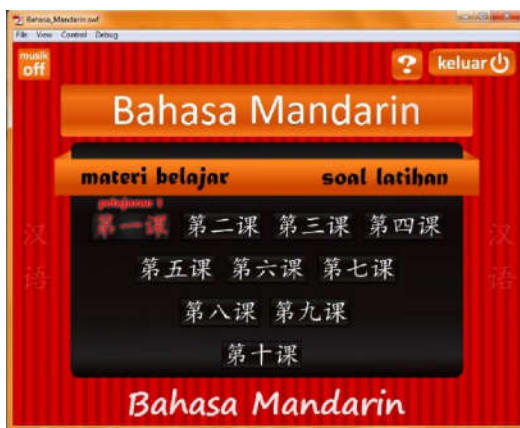 Bahasa_Mandarin.swf
File View Control Debug
musik off
? keluar
Bahasa Mandarin
materi belajar soal latihan
pelajaran 1
第一课 第二课 第三课 第四课
汉语 汉语
第五课 第六课 第七课
第八课 第九课
第十课
Bahasa Mandarin